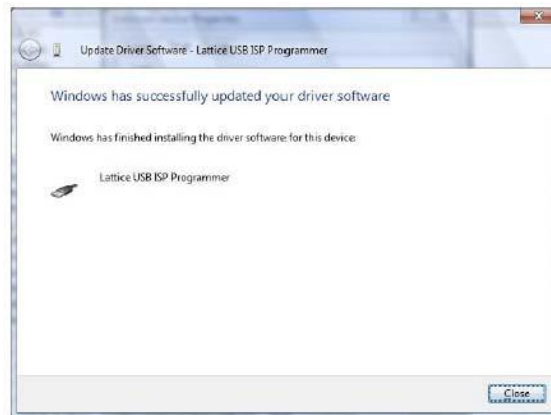 Update Driver Software - Lattice USB ISP Programmer
Windows has successfully updated your driver software
Windows has finished installing the driver software for this device:
Lattice USB ISP Programmer
Close